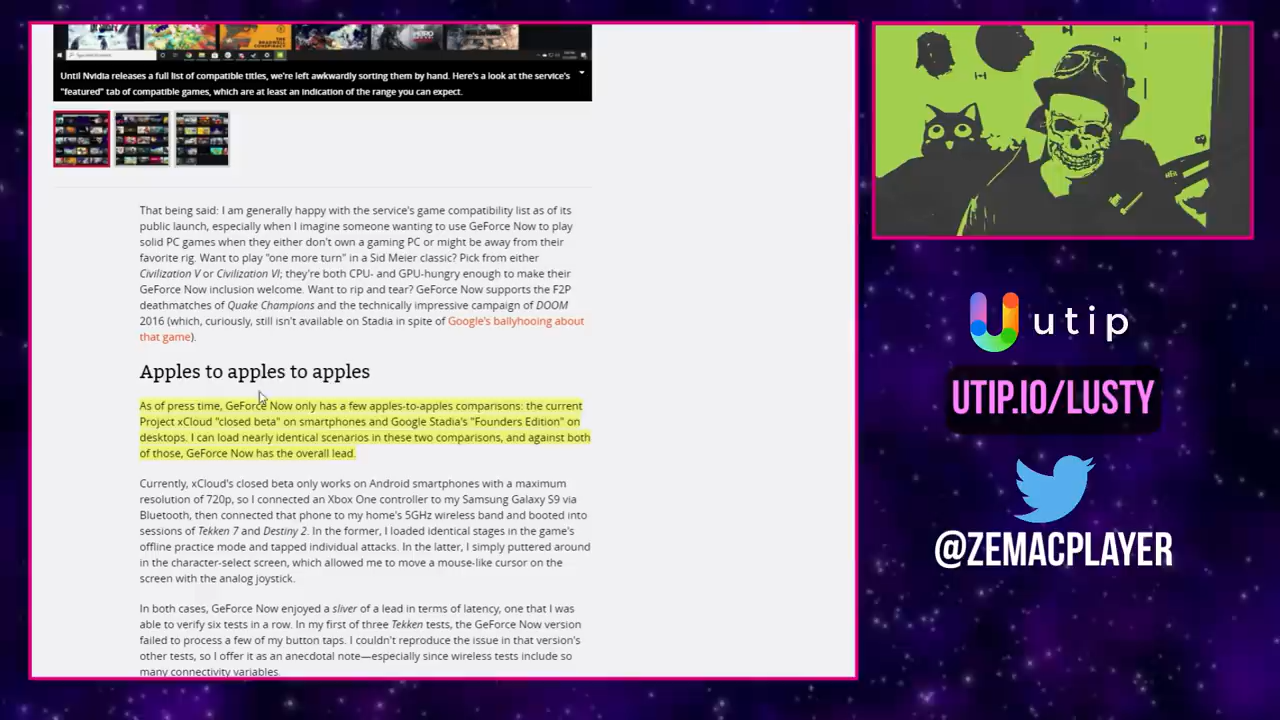 Until Nvidia releases a full list of compatible titles, we're left awkwardly sorting them by hand. Here's a look at the service's
"featured" tab of compatible games, which are at least an indication of the range you can expect.
That being said: I am generally happy with the service's game compatibility list as of its
public launch, especially when I imagine someone wanting to use GeForce Now to play
solid PC games when they either don't own a gaming PC or might be away from their
favorite rig. Want to play "one more turn" in a Sid Meier classic? Pick from either
Civilization V or Civilization VI; they're both CPU- and GPU-hungry enough to make their
GeForce Now inclusion welcome. Want to rip and tear? GeForce Now supports the F2P
deathmatches of Quake Champions and the technically impressive campaign of DOOM
2016 (which, curiously, still isn't available on Stadia in spite of Google's ballyhooing about
that game).
Apples to apples to apples
As of press time, GeForce Now only has a few apples-to-apples comparisons: the current
Project xCloud "closed beta" on smartphones and Google Stadia's "Founders Edition" on
desktops. I can load nearly identical scenarios in these two comparisons, and against both
of those, GeForce Now has the overall lead.
Currently, xCloud's closed beta only works on Android smartphones with a maximum
resolution of 720p, so I connected an Xbox One controller to my Samsung Galaxy S9 via
Bluetooth, then connected that phone to my home's 5GHz wireless band and booted into
sessions of Tekken 7 and Destiny 2. In the former, I loaded identical stages in the game's
offline practice mode and tapped individual attacks. In the latter, I simply puttered around
in the character-select screen, which allowed me to move a mouse-like cursor on the
screen with the analog joystick.
In both cases, GeForce Now enjoyed a sliver of a lead in terms of latency, one that I was
able to verify six tests in a row. In my first of three Tekken tests, the GeForce Now version
failed to process a few of my button taps. I couldn't reproduce the issue in that version's
other tests, so I offer it as an anecdotal note—especially since wireless tests include so
many connectivity variables.
utip
UTIP.IO/LUSTY
@ZEMACPLAYER